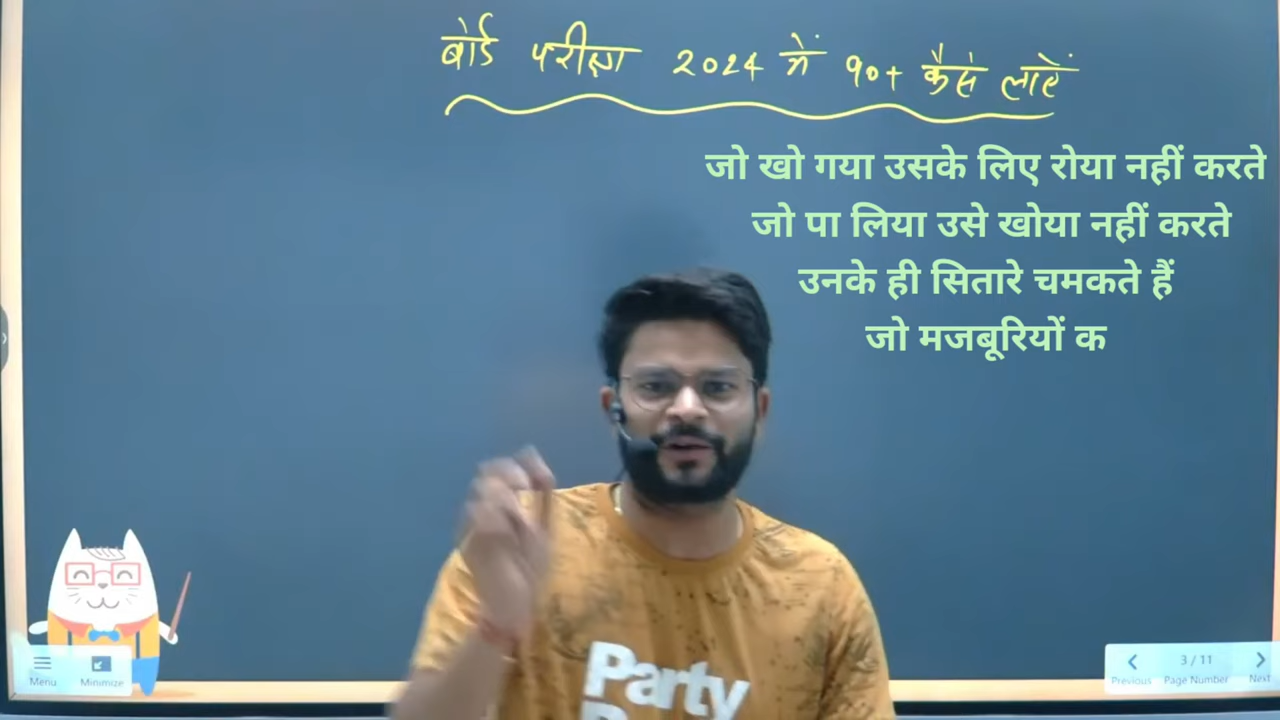 बोर्ड परीक्षा 2024 में 90+ कैसे लाएं
जो खो गया उसके लिए रोया नहीं करते
जो पा लिया उसे खोया नहीं करते
उनके ही सितारे चमकते हैं
जो मजबूरियों क
Party
Menu
Minimize
Previous
3 / 11
Page Number
Next